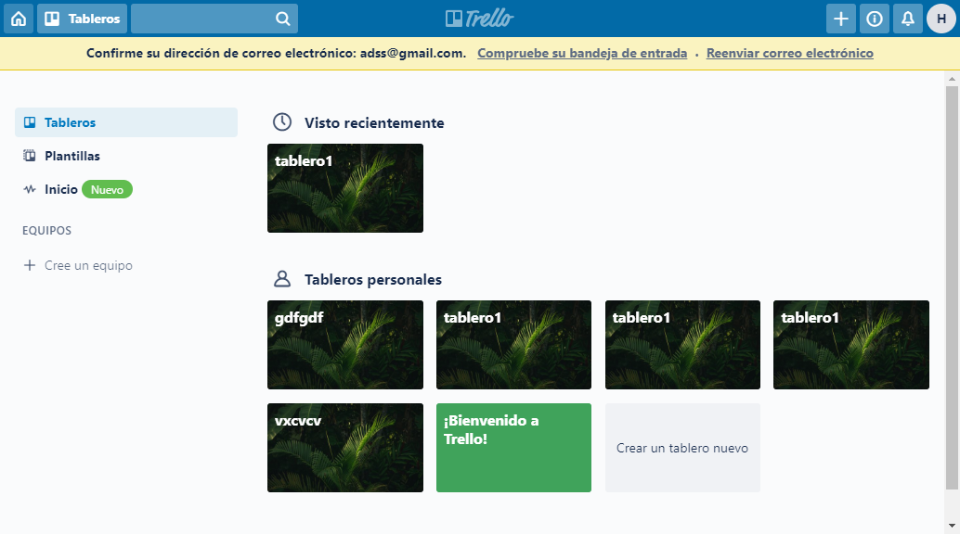 Tableros
Trello
H
Confirme su dirección de correo electrónico: adss@gmail.com. Compruebe su bandeja de entrada · Reenviar correo electrónico
Tableros
Plantillas
Inicio Nuevo
EQUIPOS
+ Cree un equipo
Visto recientemente
tablero1
Tableros personales
gdfgdf
tablero1
tablero1
tablero1
vxcvcv
¡Bienvenido a
Trello!
Crear un tablero nuevo